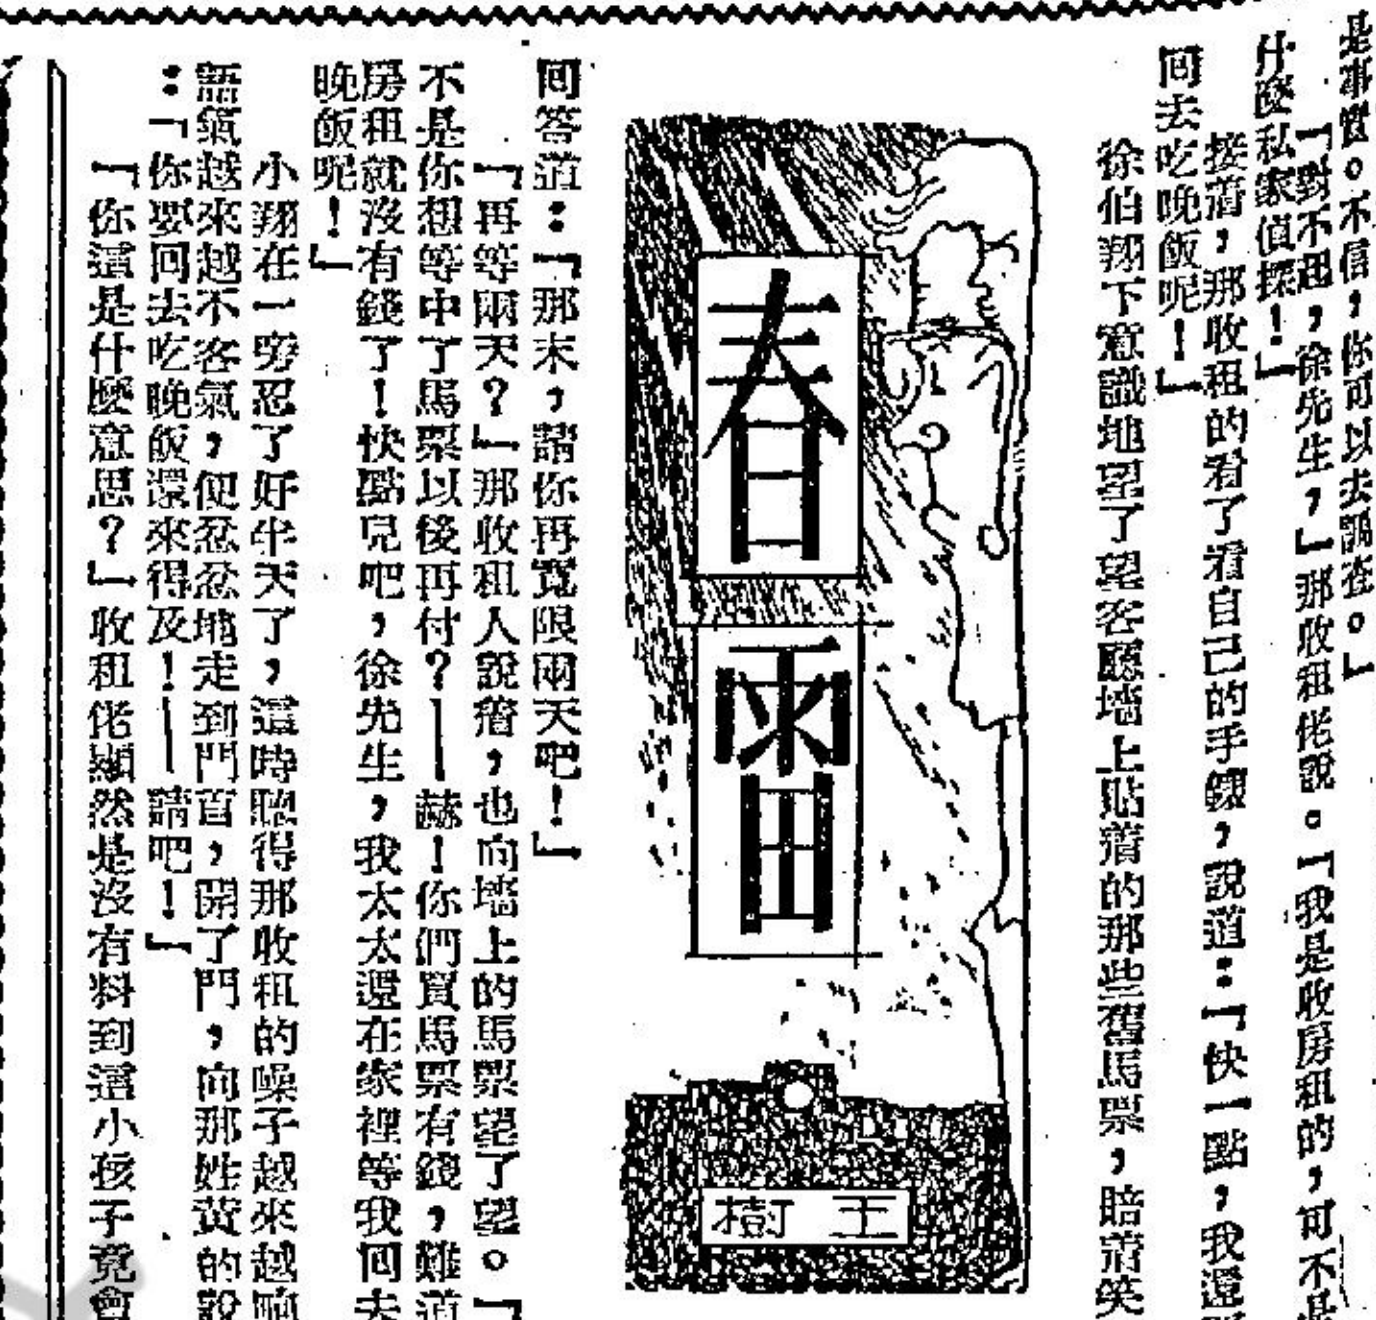 是事實。不信，你可以去調查。」
「對不起，徐先生，」那收租佬說。「我是收房租的，可不是
什麼私家偵探！」
接着，那收租的看了看自己的手錶，說道：「快一點，我還
回去吃晚飯呢！」
徐伯翔下意識地望了望客廳墻上貼着的那些舊馬票，賠着笑
春雷
王樹
回答道：「那末，請你再寬限兩天吧！」
「再等兩天？」那收租人說着，也向墻上的馬票望了望。「
不是你想等中了馬票以後再付？——赫！你們買馬票有錢，難道
房租就沒有錢了！快點兒吧，徐先生，我太太還在家裡等我回去
晚飯呢！」
小翔在一旁忍了好半天了，這時聽得那收租的嗓子越來越响
語氣越來越不客氣，便忿忿地走到門首，開了門，向那姓黃的說
：「你要回去吃晚飯還來得及！——請吧！」
「你這是什麼意思？」收租佬顯然是沒有料到這小孩子竟會